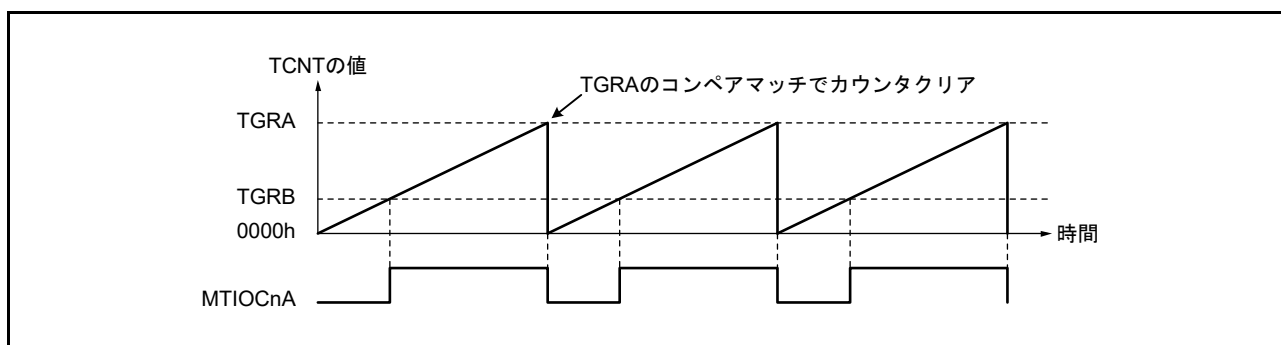 TCNTの値
TGRAのコンペアマッチでカウンタクリア
TGRA
TGRB
0000h
時間
MTIOCnA